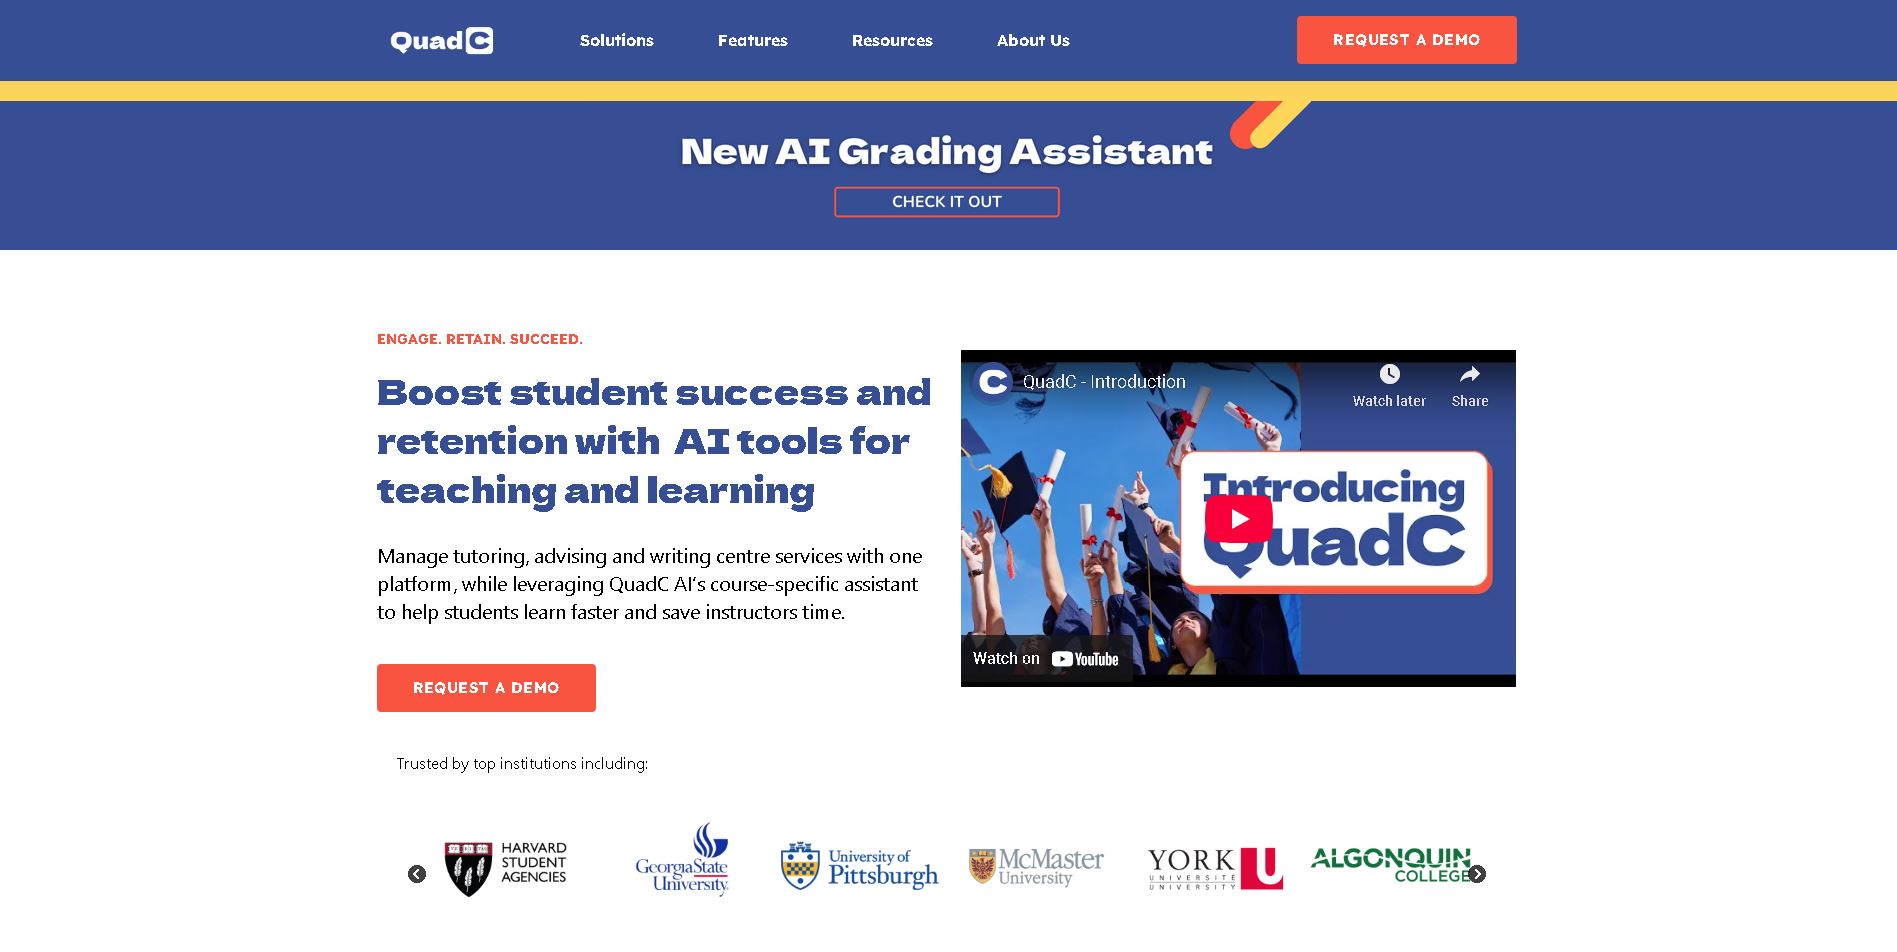 QuadC
Solutions
Features
Resources
About Us
REQUEST A DEMO
New AI Grading Assistant
CHECK IT OUT
ENGAGE. RETAIN. SUCCEED.
Boost student success and
retention with AI tools for
teaching and learning
Manage tutoring, advising and writing centre services with one
platform, while leveraging QuadC AI's course-specific assistant
to help students learn faster and save instructors time.
REQUEST A DEMO
C
QuadC - Introduction
Watch later
Share
Introducing
QuadC
Watch on YouTube
Trusted by top institutions including:
HARVARD
STUDENT
AGENCIES
GeorgiaState
University
University of
Pittsburgh
McMaster
University
YORK U
UNIVERSITÉ
UNIVERSITY
ALGONQUIN
COLLEGE